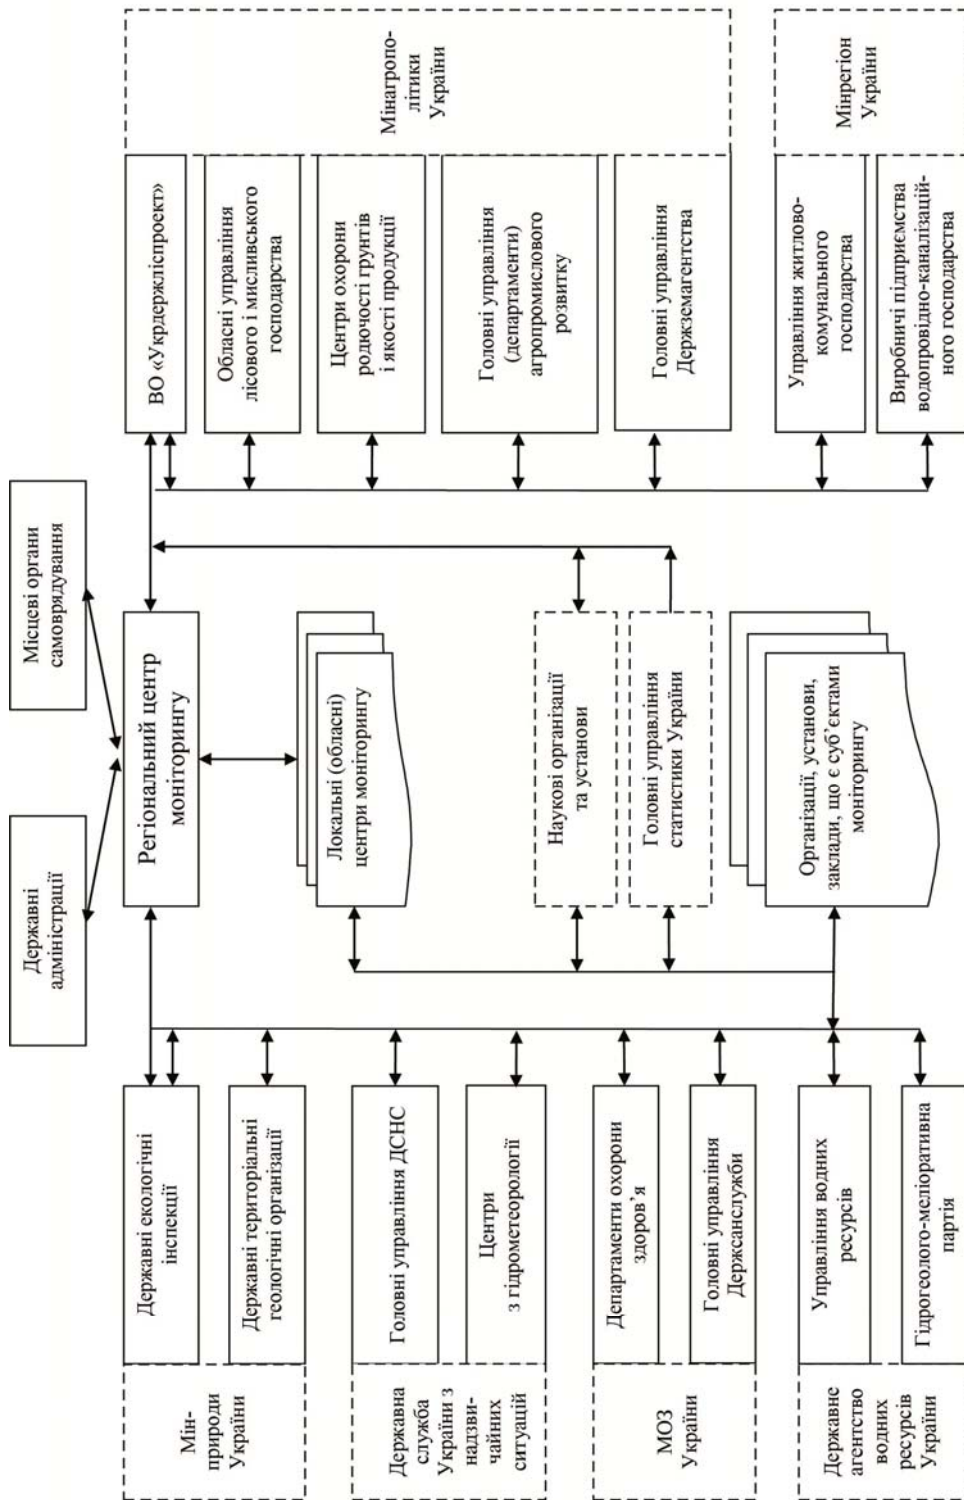 Державні
адміністрації
Місцеві органи
самоврядування
Мін-
природи
України
Державні екологічні
інспекції
Державні територіальні
геологічні організації
Державна
служба
України з
надзви-
чайних
ситуацій
Головні управління ДСНС
Центри
з гідрометеорології
МОЗ
України
Департаменти охорони
здоров’я
Головні управління
Держсанслужби
Державне
агентство
водних
ресурсів
України
Управління водних
ресурсів
Гідрогеолого-меліоративна
партія
Регіональний центр
моніторингу
Локальні (обласні)
центри моніторингу
Наукові організації
та установи
Головні управління
статистики України
Організації, установи,
заклади, що є суб’єктами
моніторингу
ВО «Укрдержліспроект»
Обласні управління
лісового і мисливського
господарства
Центри охорони
родючості ґрунтів
і якості продукції
Головні управління
(департаменти)
агропромислового
розвитку
Головні управління
Держземагентства
Мінагропо-
літики
України
Управління житлово-
комунального
господарства
Виробничі підприємства
водопровідно-каналізацій-
ного господарства
Мінрегіон
України